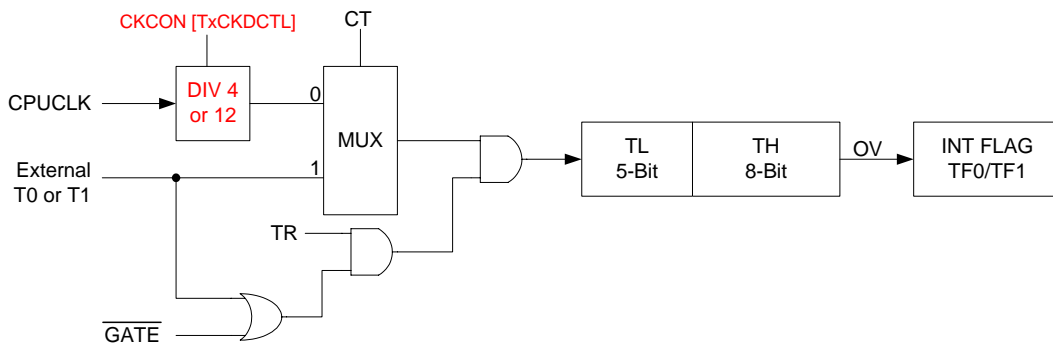 CKCON [TxCKDCTL]
CT
CPUCLK
DIV 4
or 12
0
MUX
1
External
T0 or T1
TL
5-Bit
TH
8-Bit
OV
INT FLAG
TF0/TF1
TR
GATE